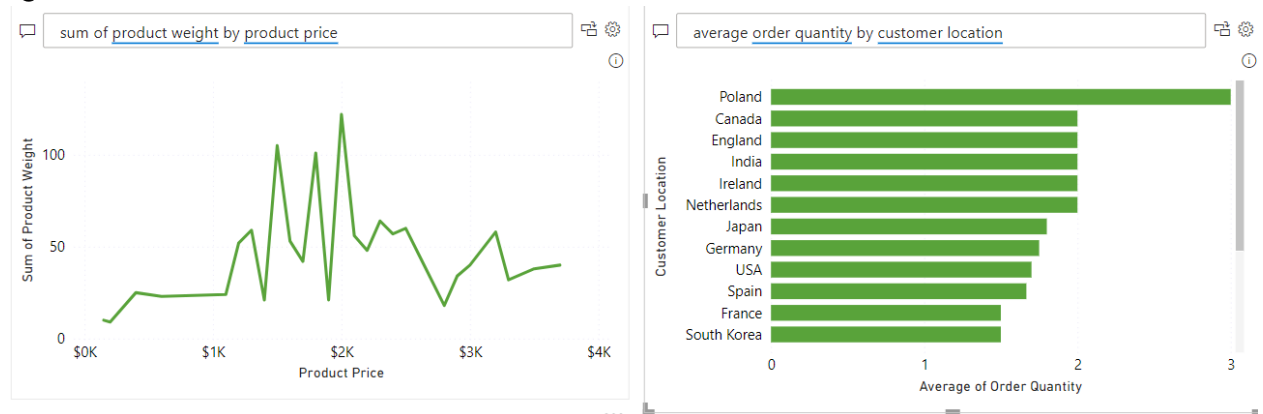 sum of product weight by product price
Sum of Product Weight
100
50
0
$0K
$1K
$2K
$3K
$4K
Product Price
average order quantity by customer location
Customer Location
Poland
Canada
England
India
Ireland
Netherlands
Japan
Germany
USA
Spain
France
South Korea
0
1
2
3
Average of Order Quantity